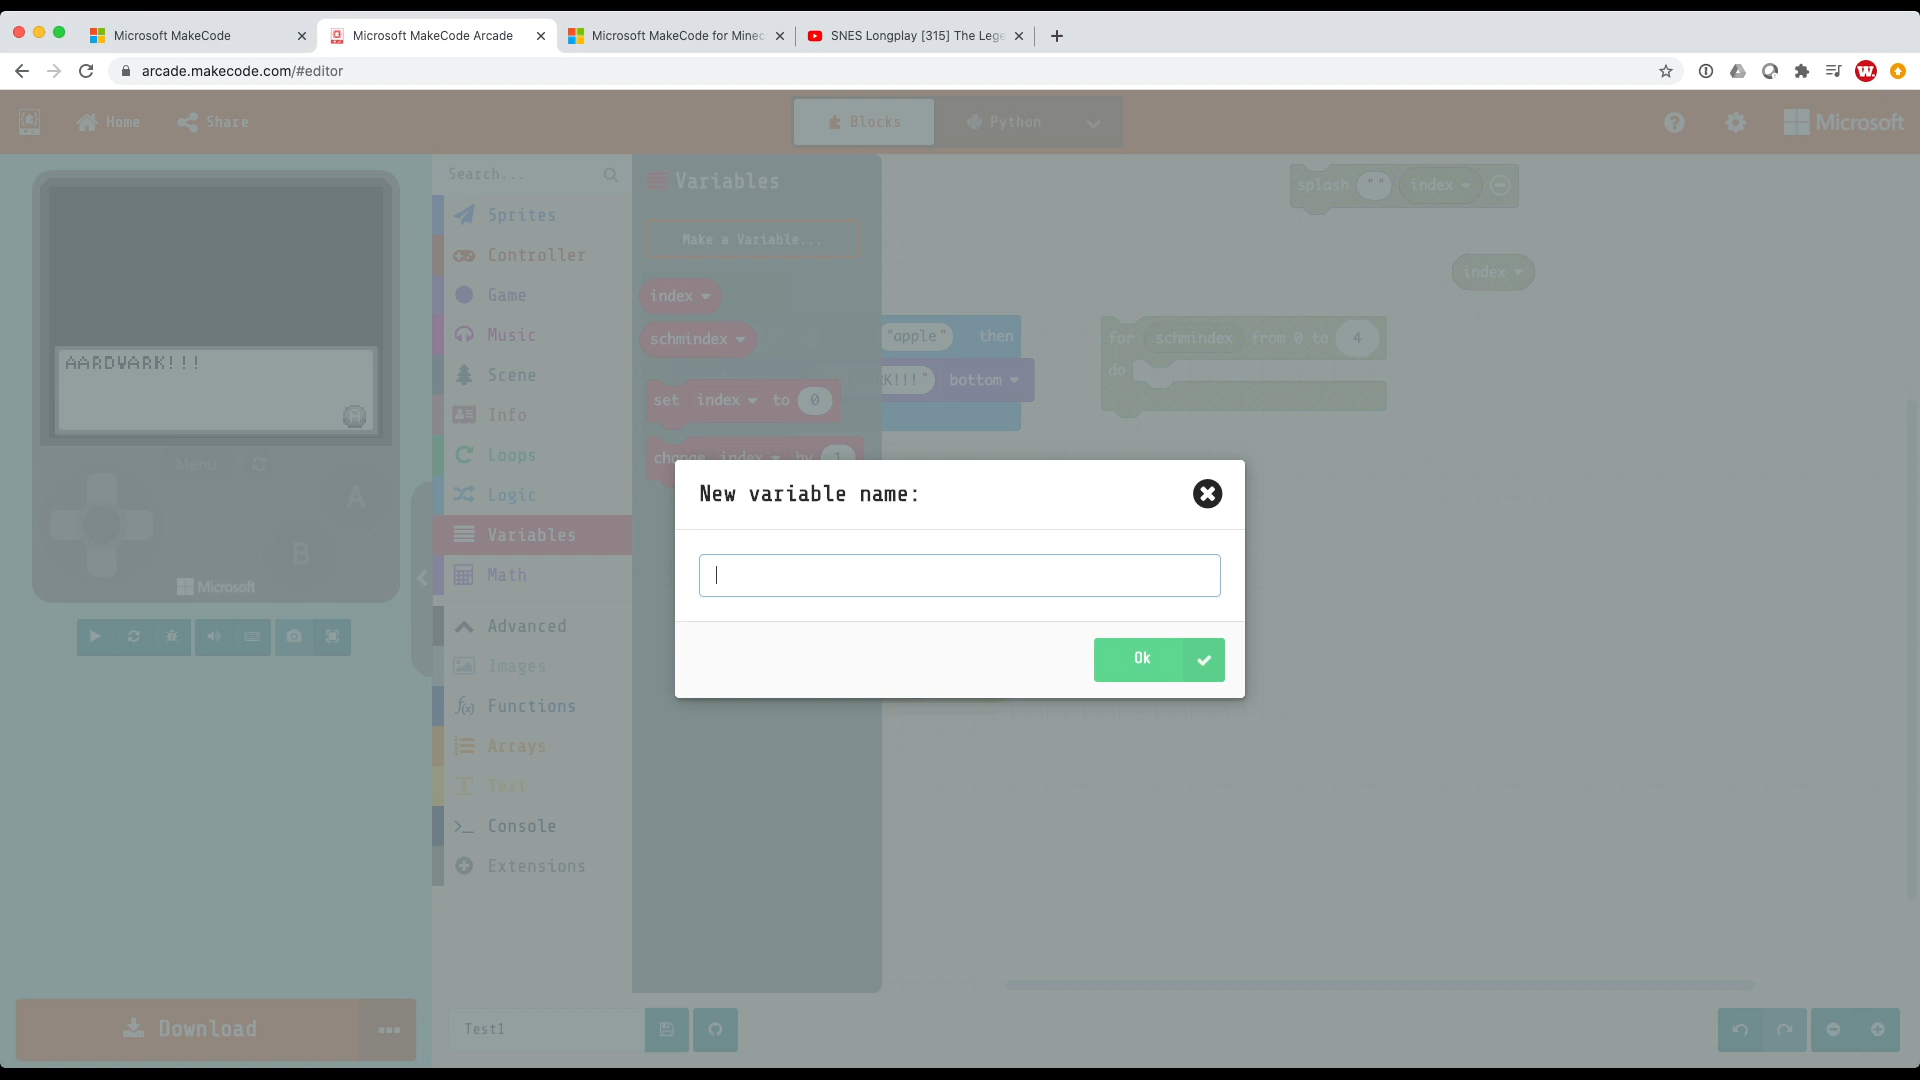 Microsoft MakeCode
Microsoft MakeCode Arcade
Microsoft MakeCode for Minec
SNES Longplay [315] The Lege
arcade.makecode.com/#editor
Home
Share
Blocks
Python
Microsoft
Search...
Variables
splash " " index
Sprites
Make a Variable...
Controller
index
Game
index
Music
schmindex
"apple" then
for schmindex from 0 to 4
AARDVARK!!!
do
Scene
K!!!" bottom
set index to 0
Info
Loops
change index by 1
Menu
A
Logic
New variable name:
Variables
B
Math
Microsoft
Advanced
Ok
Images
Functions
Arrays
Text
Console
Extensions
Download
Test1